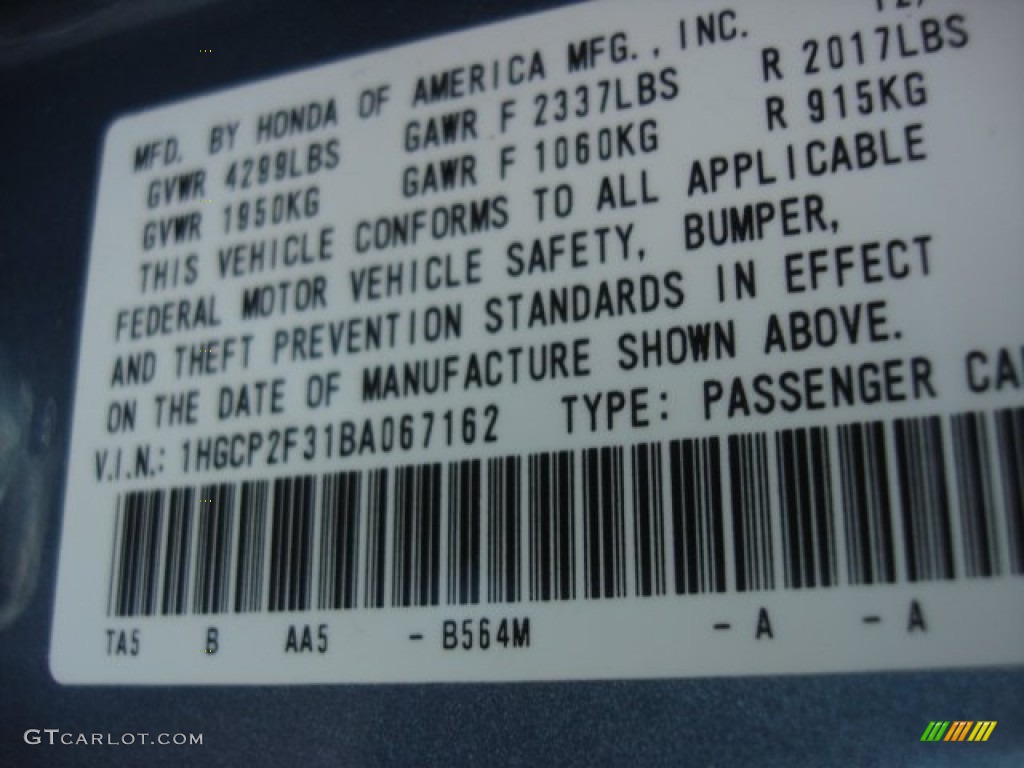 MFD. BY HONDA OF AMERICA MFG., INC. 12/
GVWR 4299LBS GAWR F 2337LBS R 2017LBS
GVWR 1950KG GAWR F 1060KG R 915KG
THIS VEHICLE CONFORMS TO ALL APPLICABLE
FEDERAL MOTOR VEHICLE SAFETY, BUMPER,
AND THEFT PREVENTION STANDARDS IN EFFECT
ON THE DATE OF MANUFACTURE SHOWN ABOVE.
V.I.N.: 1HGCP2F31BA067162 TYPE: PASSENGER CA
TA5 B AA5 - B564M - A - A
GTCARLOT.COM